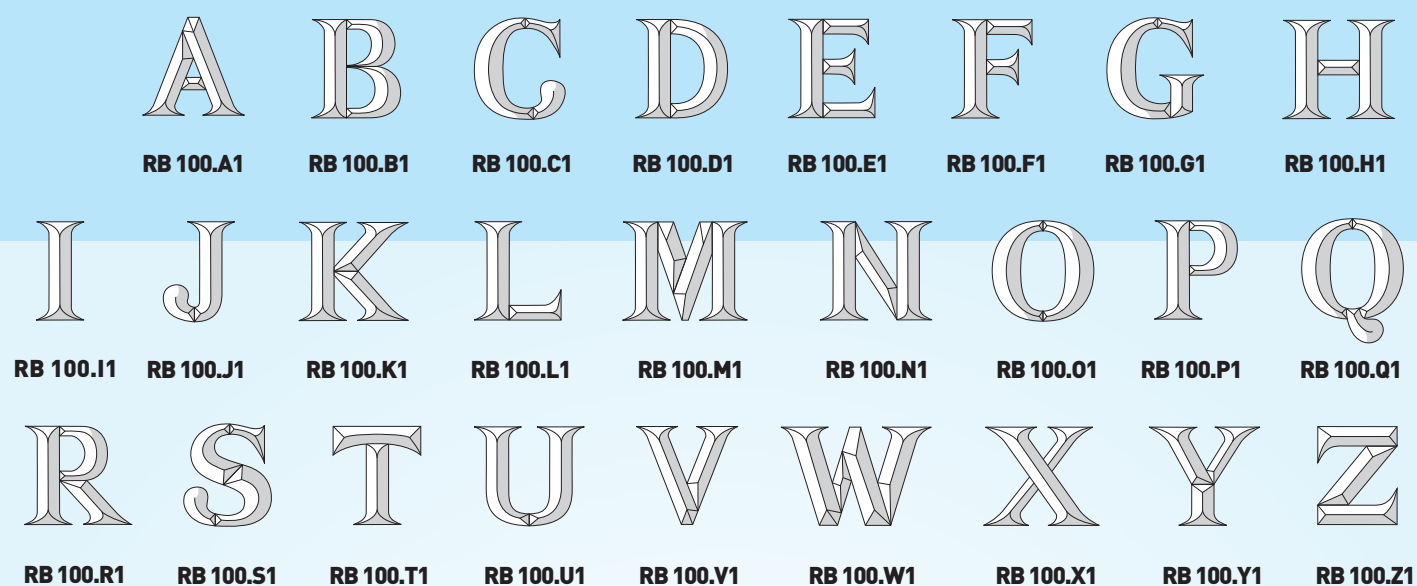 A B C D E F G H
RB 100.A1 RB 100.B1 RB 100.C1 RB 100.D1 RB 100.E1 RB 100.F1 RB 100.G1 RB 100.H1
I J K L M N O P Q
RB 100.I1 RB 100.J1 RB 100.K1 RB 100.L1 RB 100.M1 RB 100.N1 RB 100.O1 RB 100.P1 RB 100.Q1
R S T U V W X Y Z
RB 100.R1 RB 100.S1 RB 100.T1 RB 100.U1 RB 100.V1 RB 100.W1 RB 100.X1 RB 100.Y1 RB 100.Z1